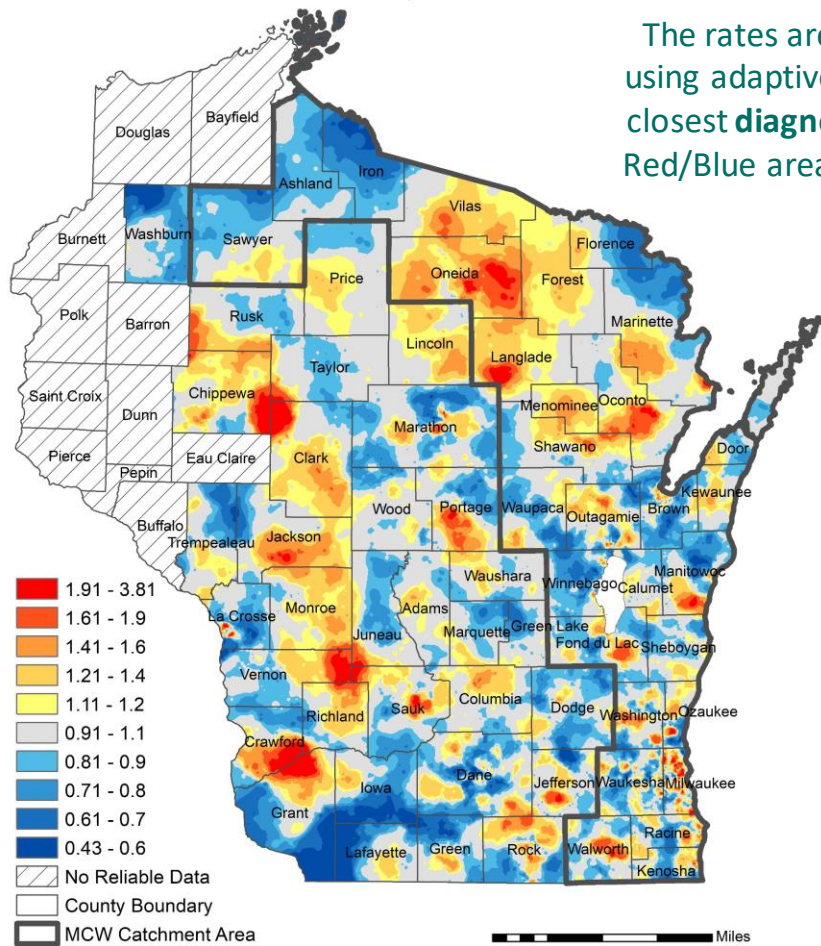 The rates are
using adaptive
closest diagn
Red/Blue area
Douglas
Bayfield
Iron
Ashland
Vilas
Burnett
Washburn
Sawyer
Florence
Oneida
Forest
Price
Polk
Barron
Rusk
Marinette
Lincoln
Langlade
Taylor
Saint Croix
Chippewa
Dunn
Menominee
Oconto
Marathon
Shawano
Pierce
Eau Claire
Clark
Door
Pepin
Kewaunee
Buffalo
Wood
Portage
Waupaca
Outagamie
Brown
Trempealeau
Jackson
Waushara
Winnebago
Calumet
Manitowoc
La Crosse
Monroe
Adams
Juneau
Marquette
Green Lake
Fond du Lac
Sheboygan
Vernon
Columbia
Dodge
Richland
Sauk
Washington
Ozaukee
Crawford
Dane
Jefferson
Waukesha
Milwaukee
Iowa
Grant
Racine
Lafayette
Green
Rock
Walworth
Kenosha
1.91 - 3.81
1.61 - 1.9
1.41 - 1.6
1.21 - 1.4
1.11 - 1.2
0.91 - 1.1
0.81 - 0.9
0.71 - 0.8
0.61 - 0.7
0.43 - 0.6
No Reliable Data
County Boundary
MCW Catchment Area
Miles